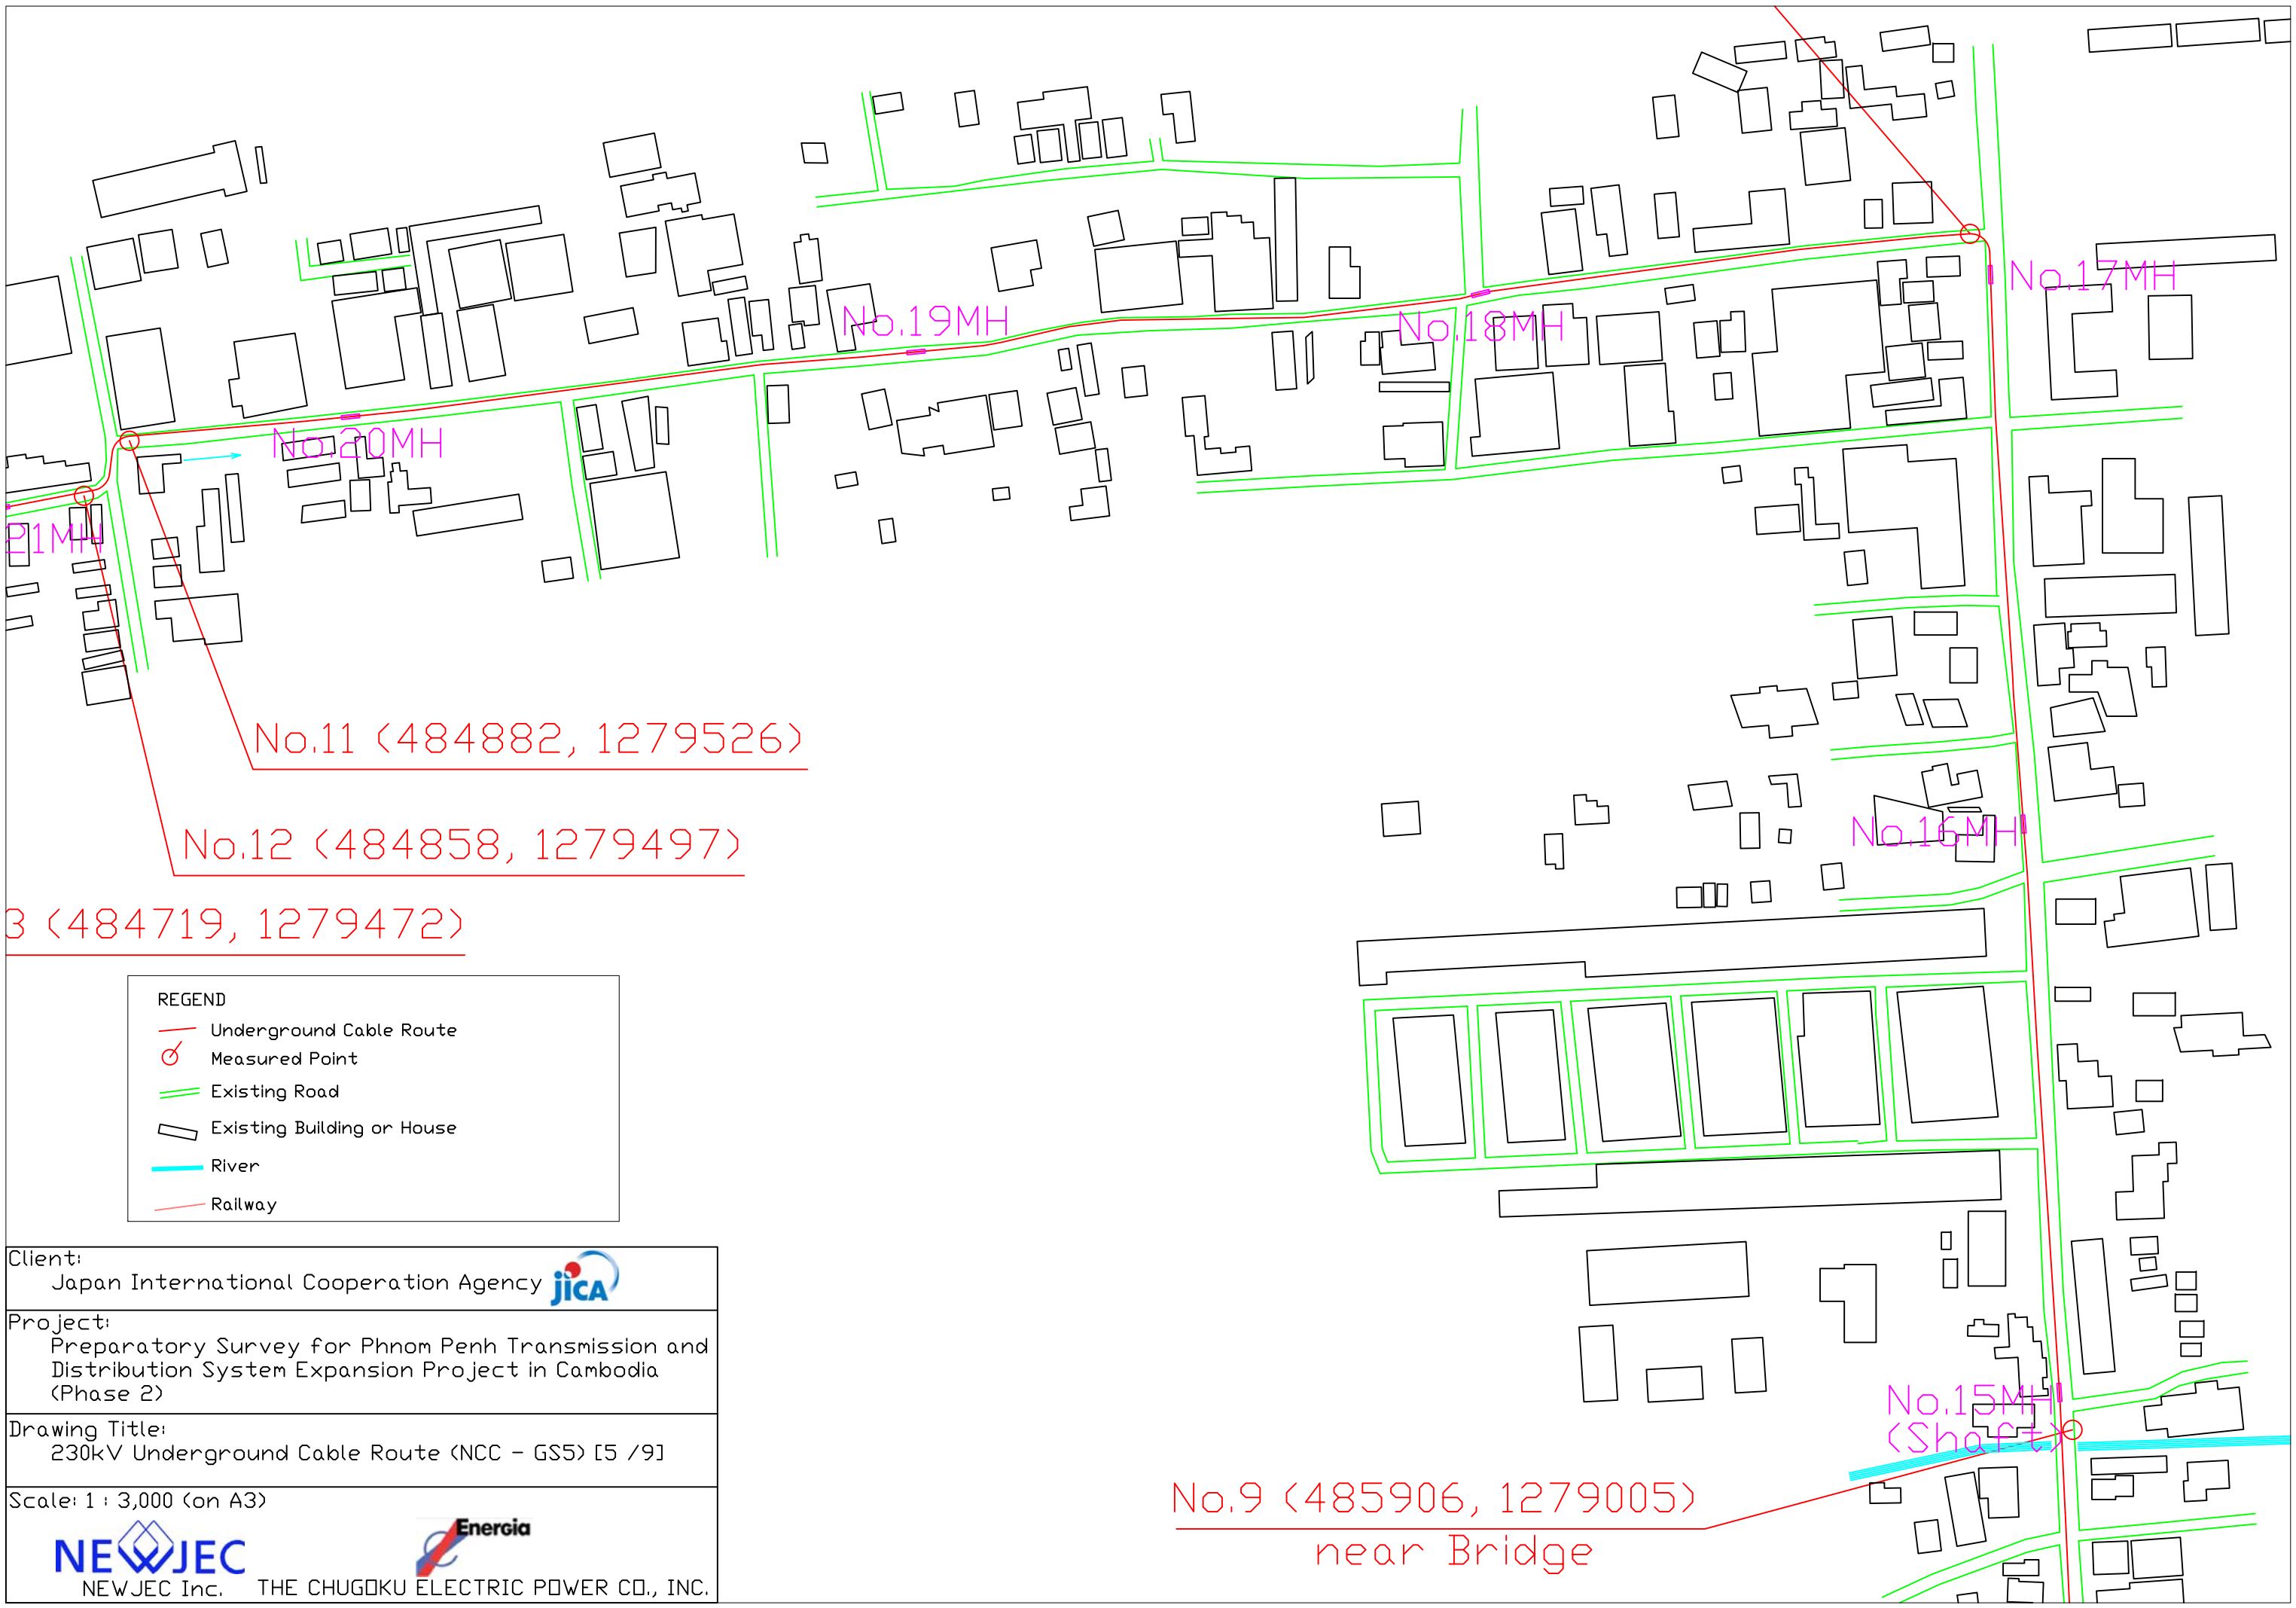 No.17MH
No.19MH
No.18MH
No.20MH
21MH
No.11 (484882, 1279526)
No.12 (484858, 1279497)
No.16MH
3 (484719, 1279472)
REGEND
Underground Cable Route
Measured Point
Existing Road
Existing Building or House
River
Railway
Client:
Japan International Cooperation Agency
jICA
Project:
Preparatory Survey for Phnom Penh Transmission and
Distribution System Expansion Project in Cambodia
(Phase 2)
No.15MH
(Shaft)
Drawing Title:
230kV Underground Cable Route (NCC - GS5) [5 /9]
No.9 (485906, 1279005)
near Bridge
Scale: 1 : 3,000 (on A3)
NEWJEC
NEWJEC Inc.
Energia
THE CHUGOKU ELECTRIC POWER CO., INC.